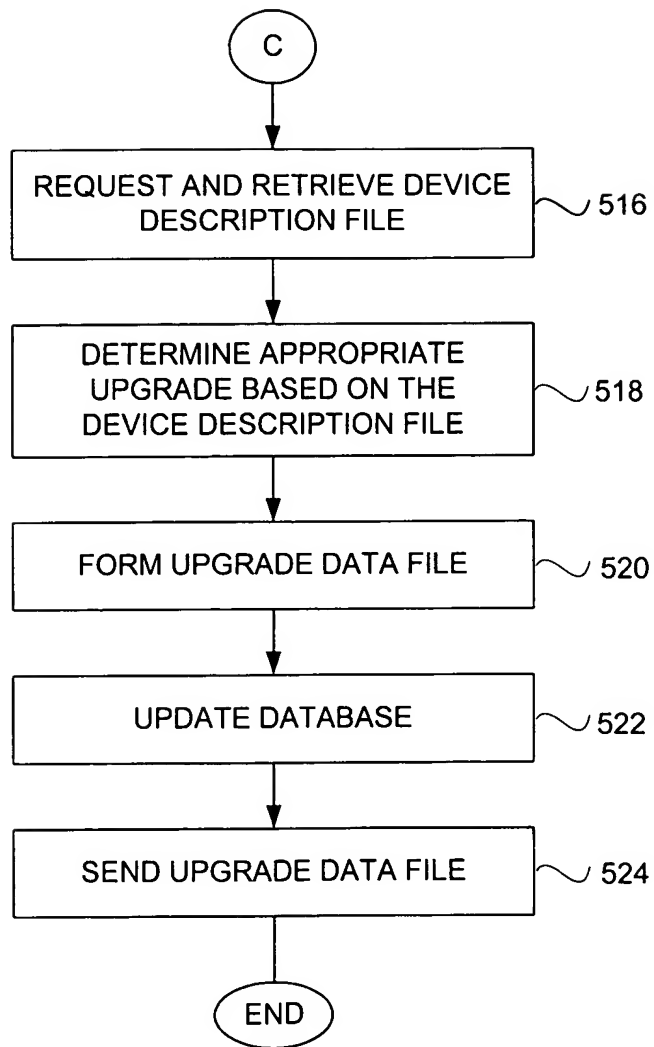 C
REQUEST AND RETRIEVE DEVICE
DESCRIPTION FILE
516
DETERMINE APPROPRIATE
UPGRADE BASED ON THE
DEVICE DESCRIPTION FILE
518
FORM UPGRADE DATA FILE
520
UPDATE DATABASE
522
SEND UPGRADE DATA FILE
524
END